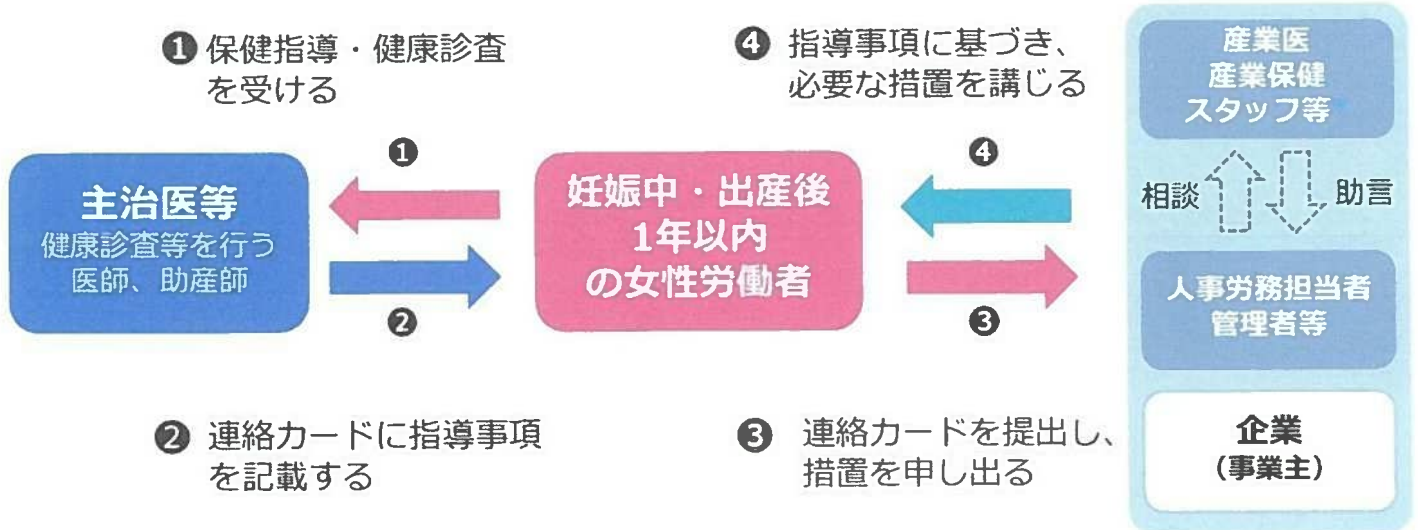 ❶ 保健指導・健康診査
を受ける
❹ 指導事項に基づき、
必要な措置を講じる
産業医
産業保健
スタッフ等
❶
❹
主治医等
健康診査等を行う
医師、助産師
妊娠中・出産後
1年以内
の女性労働者
相談
助言
❷
❸
人事労務担当者
管理者等
❷ 連絡カードに指導事項
を記載する
❸ 連絡カードを提出し、
措置を申し出る
企業
(事業主)